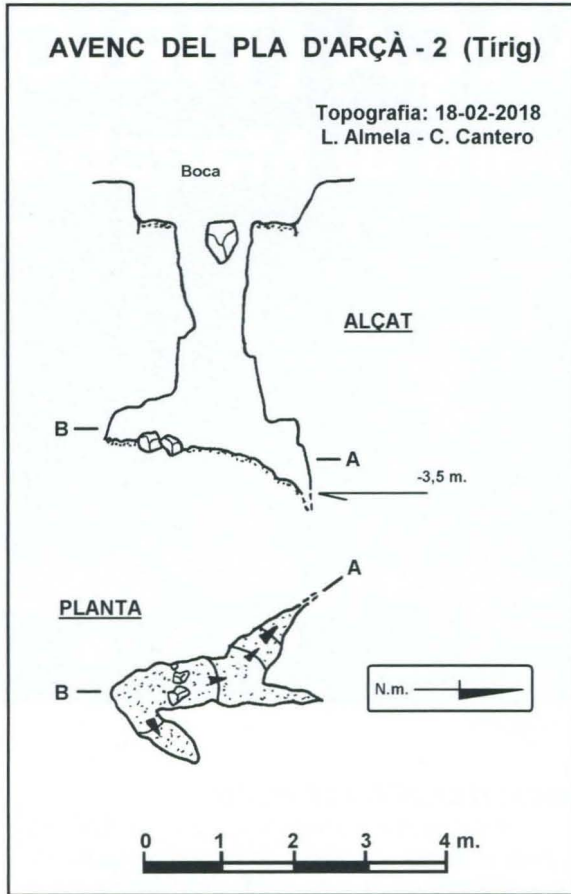 AVENC DEL PLA D'ARÇÀ - 2 (Tírig)
Topografia: 18-02-2018
L. Almela - C. Cantero
Boca
ALÇAT
B
A
-3,5 m.
A
PLANTA
B
N.m.
0 1 2 3 4 m.